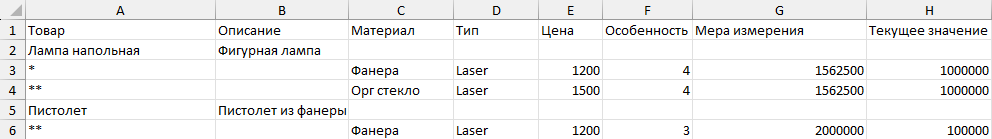 A B C D E F G H
1 Товар Описание Материал Тип Цена Особенность Мера измерения Текущее значение
2 Лампа напольная Фигурная лампа
3 * Фанера Laser 1200 4 1562500 1000000
4 ** Орг стекло Laser 1500 4 1562500 1000000
5 Пистолет Пистолет из фанеры
6 ** Фанера Laser 1200 3 2000000 100000